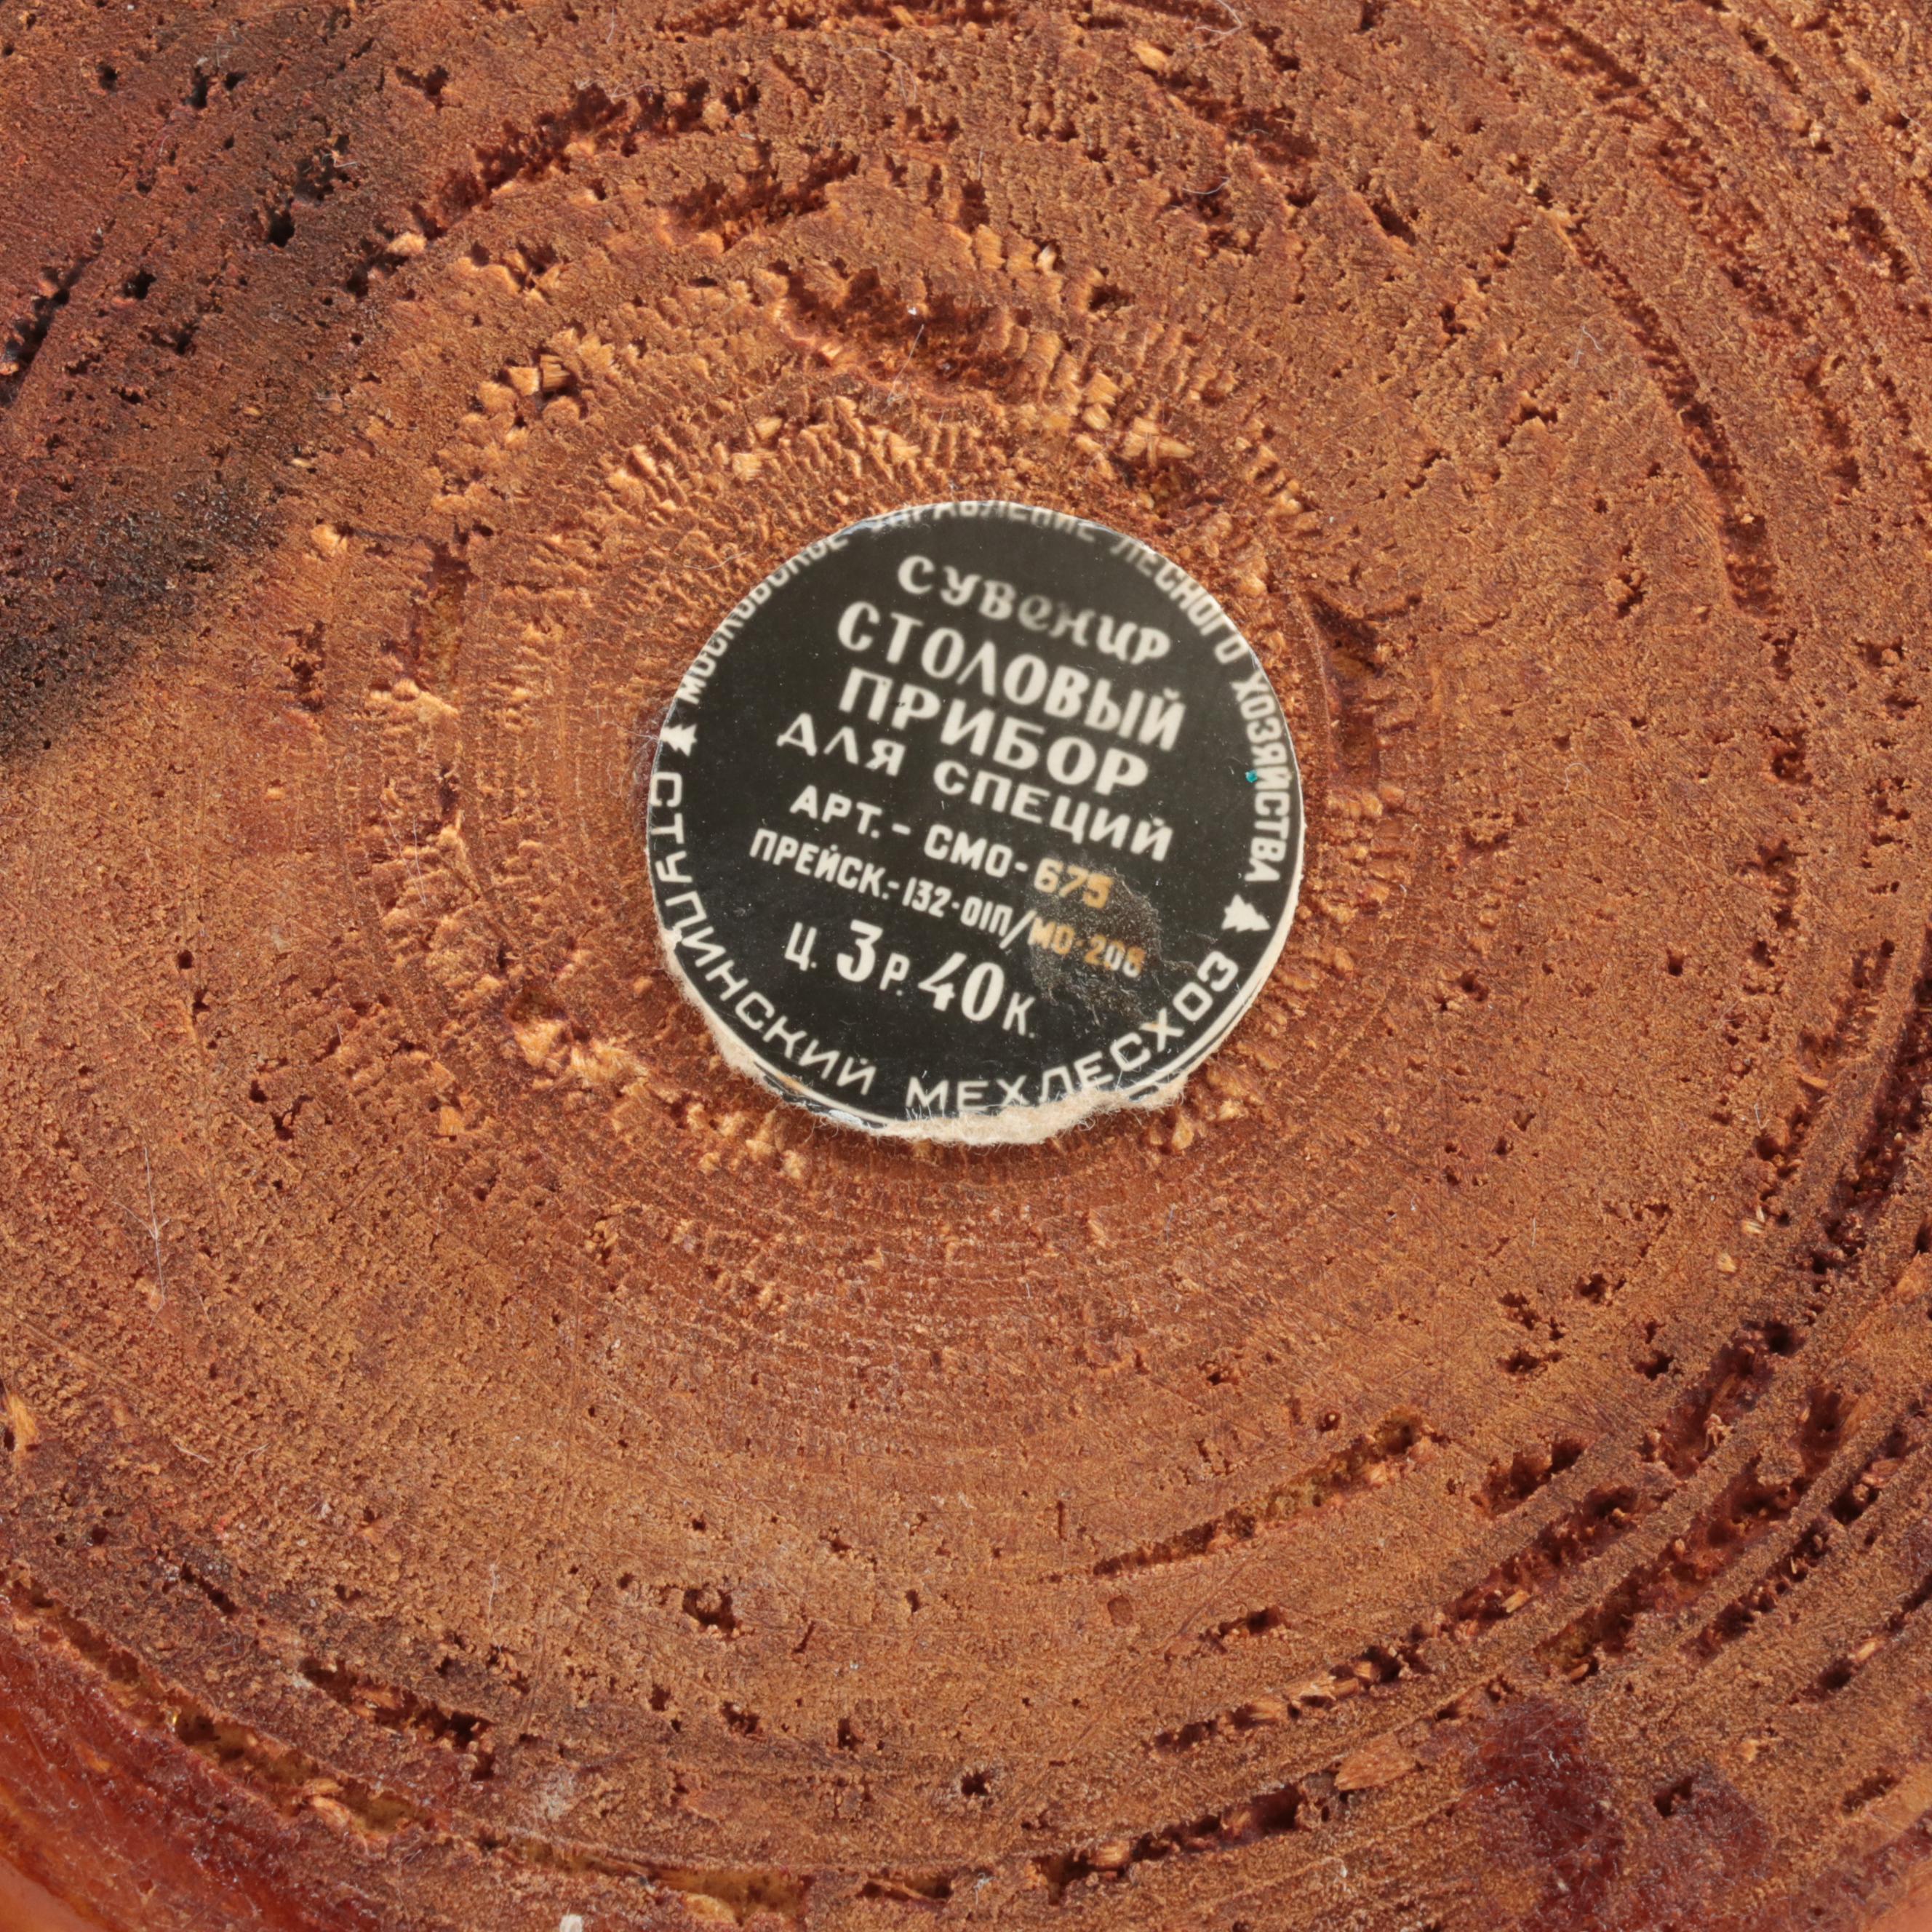 МОСКОВСКОЕ УПРАВЛЕНИЕ ЛЕСНОГО ХОЗЯЙСТВА
СУВЕНИР
СТОЛОВЫЙ
ПРИБОР
ДЛЯ СПЕЦИЙ
АРТ.- СМО-675
ПРЕЙСК.-132-01П/МО-206
Ц. 3 Р. 40 К.
СТУПИНСКИЙ МЕХЛЕСХОЗ